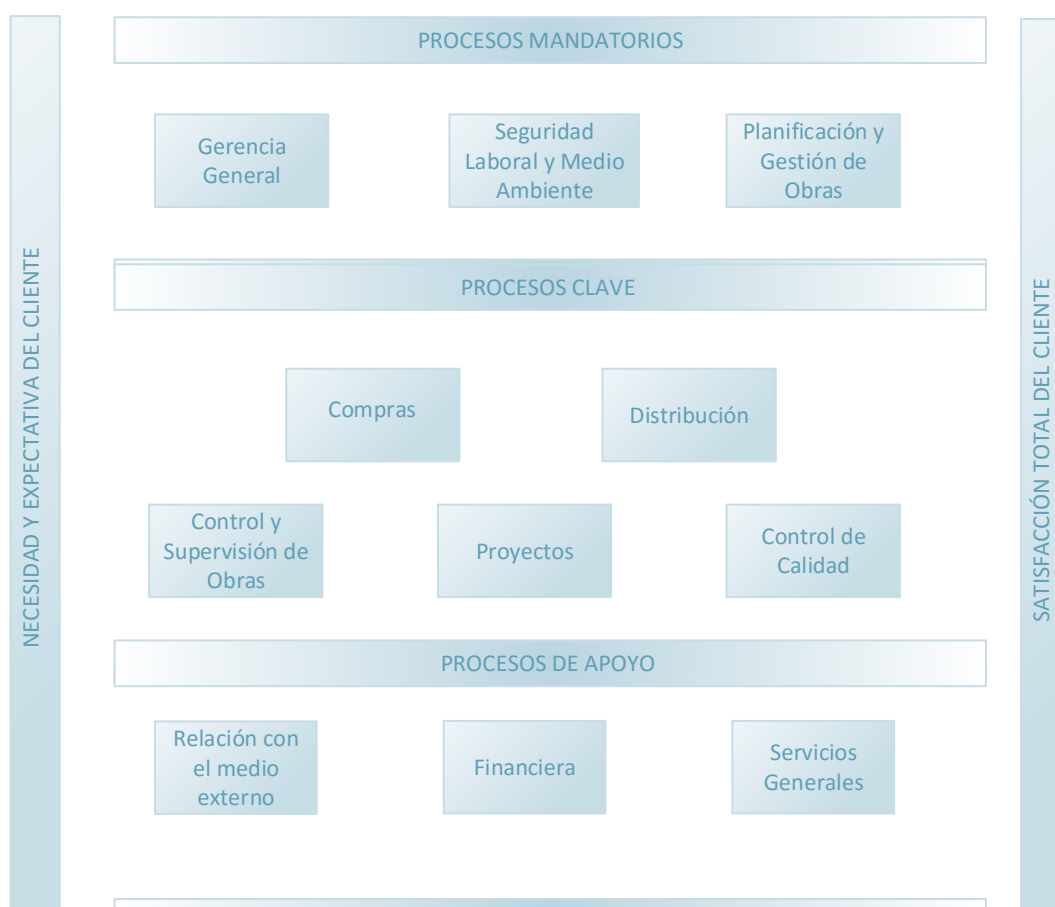 PROCESOS MANDATORIOS
Gerencia
General
Seguridad
Laboral y Medio
Ambiente
Planificación y
Gestión de
Obras
NECESIDAD Y EXPECTATIVA DEL CLIENTE
PROCESOS CLAVE
Compras
Distribución
Control y
Supervisión de
Obras
Proyectos
Control de
Calidad
PROCESOS DE APOYO
Relación con
el medio
externo
Financiera
Servicios
Generales
SATISFACCIÓN TOTAL DEL CLIENTE